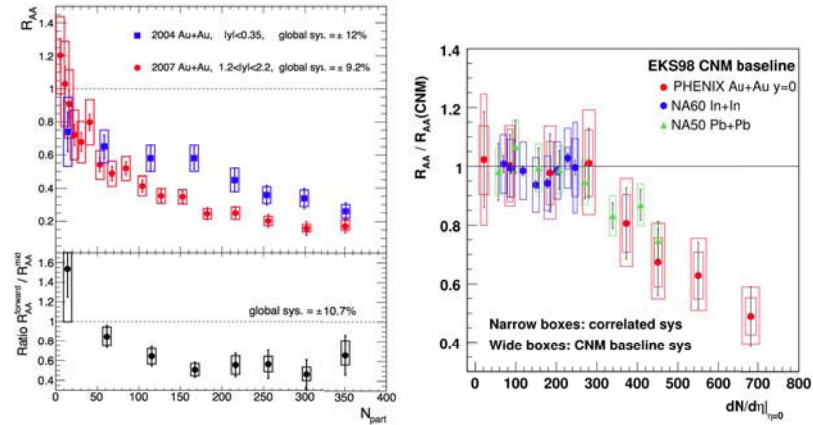 R_AA
1.4
1.2
1
0.8
0.6
0.4
0.2
2004 Au+Au, |y|<0.35, global sys.= ± 12%
2007 Au+Au, 1.2<|y|<2.2, global sys.= ± 9.2%
Ratio R_AA^forward / R_AA^mid
1.6
1.4
1.2
1
0.8
0.6
0.4
global sys. = ±10.7%
0 50 100 150 200 250 300 350 400
N_part
R_AA / R_AA(CNM)
1.4
1.2
1
0.8
0.6
0.4
EKS98 CNM baseline
PHENIX Au+Au y=0
NA60 In+In
NA50 Pb+Pb
Narrow boxes: correlated sys
Wide boxes: CNM baseline sys
0 100 200 300 400 500 600 700 800
dN/dη|η=0